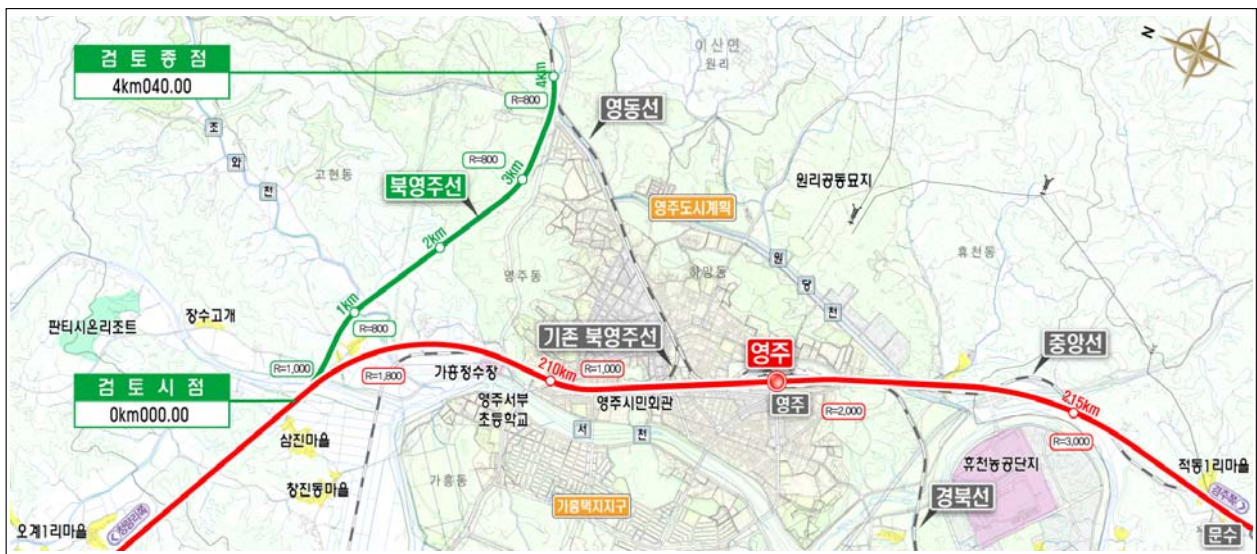 검 토 종 점
4km040.00
N
이산면
원리
4km
R=800
영동선
조
와
천
고현동
R=800
3km
북영주선
원리공동묘지
영주도시계획
2km
영주동
하망동
원
당
천
휴천동
1km
장수고개
판타시온리조트
R=800
기존 북영주선
영주
중앙선
R=1,000
R=1,800
가흥정수장
210km
R=1,000
검 토 시 점
0km000.00
영주서부
초등학교
영주시민회관
영주
R=2,000
215km
R=3,000
서
천
삼진마을
창진동마을
가흥동
가흥택지지구
휴천농공단지
적동1리마을
경북선
오계1리마을
청량리쪽
경주쪽
문수